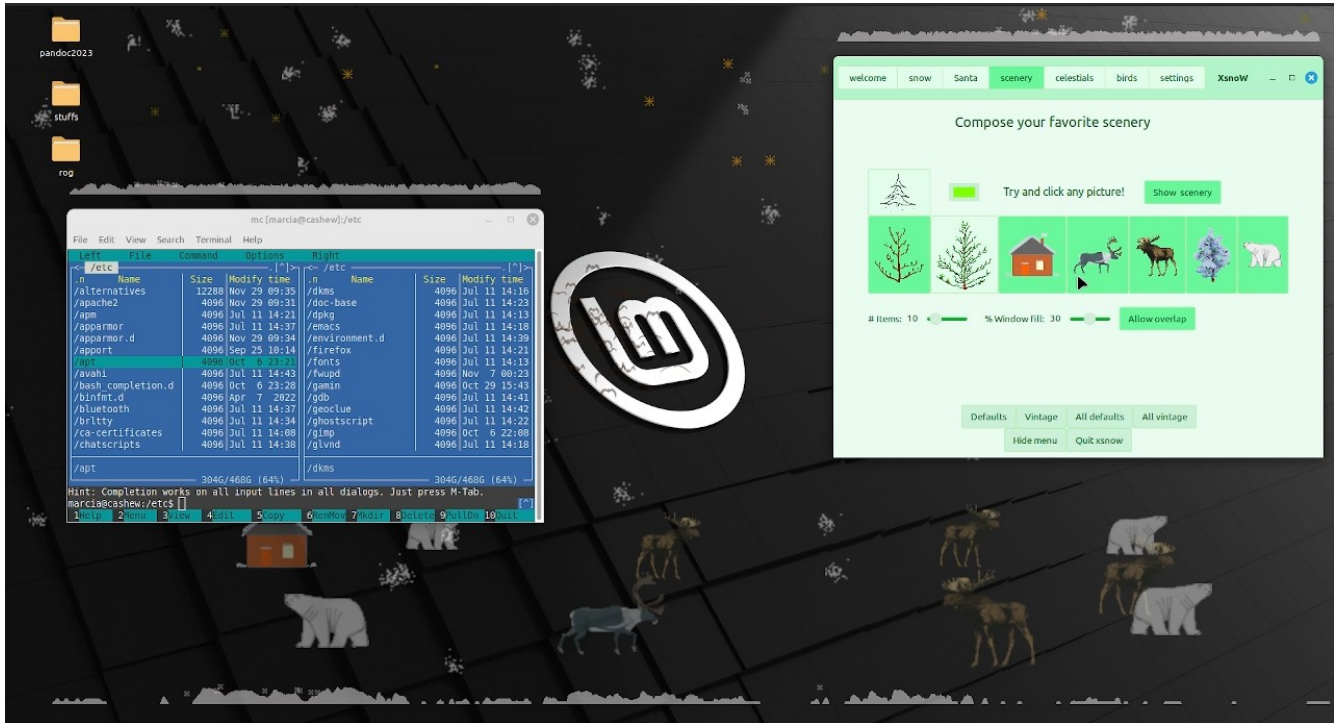 pandoc2023
stuffs
rog
mc [marcia@cashew]:/etc
File Edit View Search Terminal Help
Left File Command Options Right
<- /etc .[^]> <- /etc .[^]>
.n Name Size Modify time .n Name Size Modify time
/alternatives 12288 Nov 29 09:35 /dkms 4096 Jul 11 14:16
/apache2 4096 Nov 29 09:31 /doc-base 4096 Jul 11 14:23
/apm 4096 Jul 11 14:21 /dpkg 4096 Jul 11 14:13
/apparmor 4096 Jul 11 14:37 /emacs 4096 Jul 11 14:18
/apparmor.d 4096 Nov 29 09:34 /environment.d 4096 Jul 11 14:39
/apport 4096 Sep 25 10:14 /firefox 4096 Jul 11 14:21
/apt 4096 Oct 6 23:21 /fonts 4096 Jul 11 14:13
/avahi 4096 Jul 11 14:43 /fwupd 4096 Nov 7 00:23
/bash_completion.d 4096 Oct 6 23:28 /gamin 4096 Oct 29 15:43
/binfmt.d 4096 Apr 7 2022 /gdb 4096 Jul 11 14:41
/bluetooth 4096 Jul 11 14:37 /geoclue 4096 Jul 11 14:42
/brltty 4096 Jul 11 14:34 /ghostscript 4096 Jul 11 14:22
/ca-certificates 4096 Jul 11 14:08 /gimp 4096 Oct 6 22:08
/chatscripts 4096 Jul 11 14:38 /glvnd 4096 Jul 11 14:18
/apt /dkms
304G/468G (64%) 304G/468G (64%)
Hint: Completion works on all input lines in all dialogs. Just press M-Tab.
marcia@cashew:/etc$ [^]
1Help 2Menu 3View 4Edit 5Copy 6RenMov 7Mkdir 8Delete 9PullDn 10Quit
welcome snow Santa scenery celestials birds settings XsnoW
Compose your favorite scenery
Try and click any picture! Show scenery
# Items: 10 % Window fill: 30 Allow overlap
Defaults Vintage All defaults All vintage
Hide menu Quit xsnow